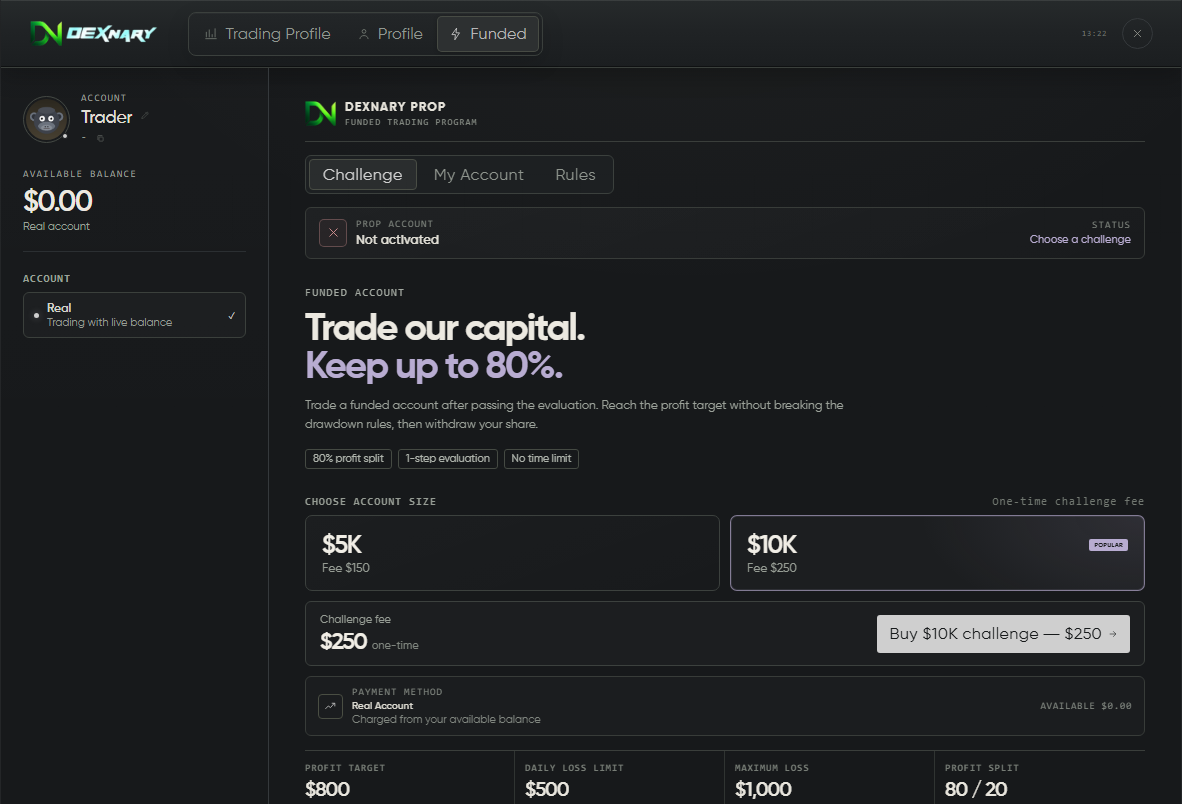 DEXNARY
Trading Profile
Profile
Funded
13:22
ACCOUNT
Trader
-
AVAILABLE BALANCE
$0.00
Real account
ACCOUNT
Real
Trading with live balance
DEXNARY PROP
FUNDED TRADING PROGRAM
Challenge
My Account
Rules
PROP ACCOUNT
Not activated
STATUS
Choose a challenge
FUNDED ACCOUNT
Trade our capital.
Keep up to 80%.
Trade a funded account after passing the evaluation. Reach the profit target without breaking the
drawdown rules, then withdraw your share.
80% profit split
1-step evaluation
No time limit
CHOOSE ACCOUNT SIZE
One-time challenge fee
$5K
Fee $150
$10K
Fee $250
POPULAR
Challenge fee
$250 one-time
Buy $10K challenge — $250 →
PAYMENT METHOD
Real Account
Charged from your available balance
AVAILABLE $0.00
PROFIT TARGET
$800
DAILY LOSS LIMIT
$500
MAXIMUM LOSS
$1,000
PROFIT SPLIT
80 / 20